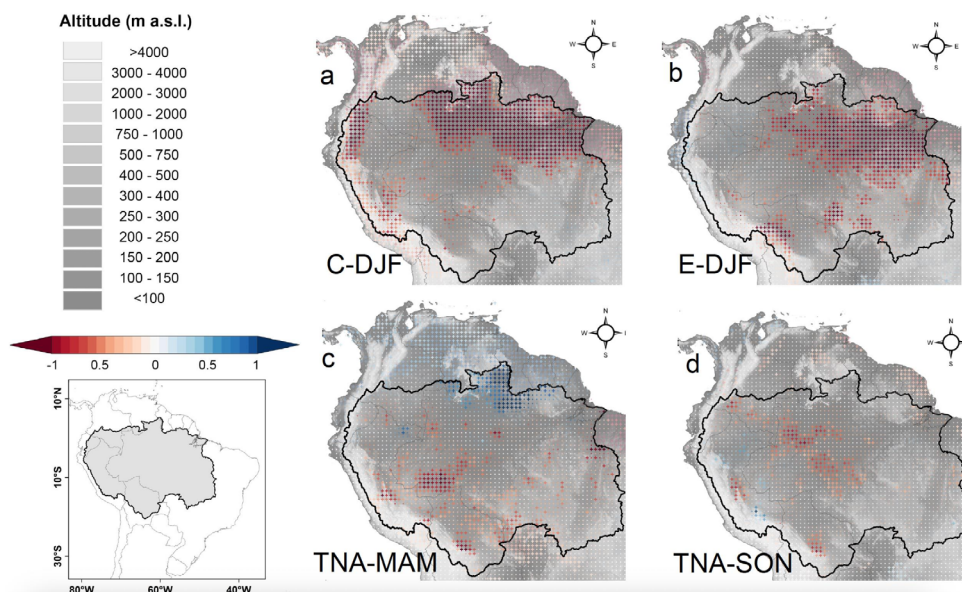 Altitude (m a.s.l.)
>4000
3000 - 4000
2000 - 3000
1000 - 2000
750 - 1000
500 - 750
400 - 500
300 - 400
250 - 300
200 - 250
150 - 200
100 - 150
<100
-1 0.5 0 0.5 1
10°N
10°S
30°S
80°W 60°W 40°W
a
N
W E
S
C-DJF
b
N
W E
S
E-DJF
c
N
W
S
TNA-MAM
d
N
W
S
TNA-SON